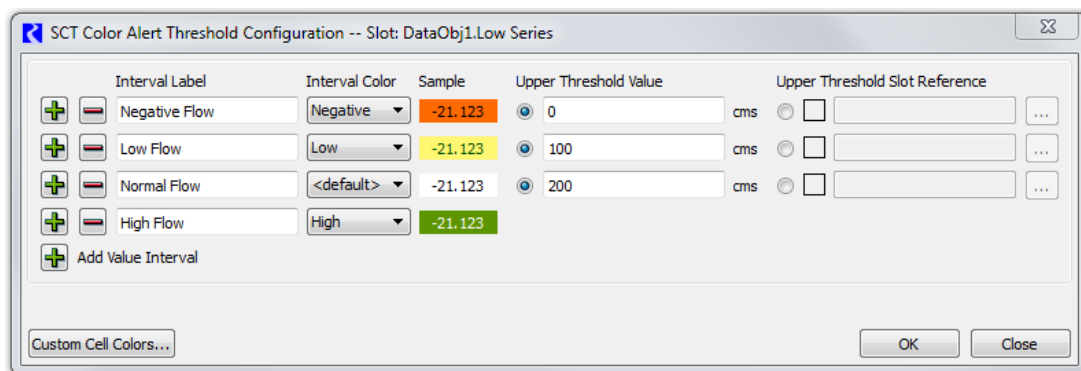 SCT Color Alert Threshold Configuration -- Slot: DataObj1.Low Series
Interval Label Interval Color Sample Upper Threshold Value Upper Threshold Slot Reference
Negative Flow Negative -21.123 0 cms ...
Low Flow Low -21.123 100 cms ...
Normal Flow <default> -21.123 200 cms ...
High Flow High -21.123
Add Value Interval
Custom Cell Colors... OK Close